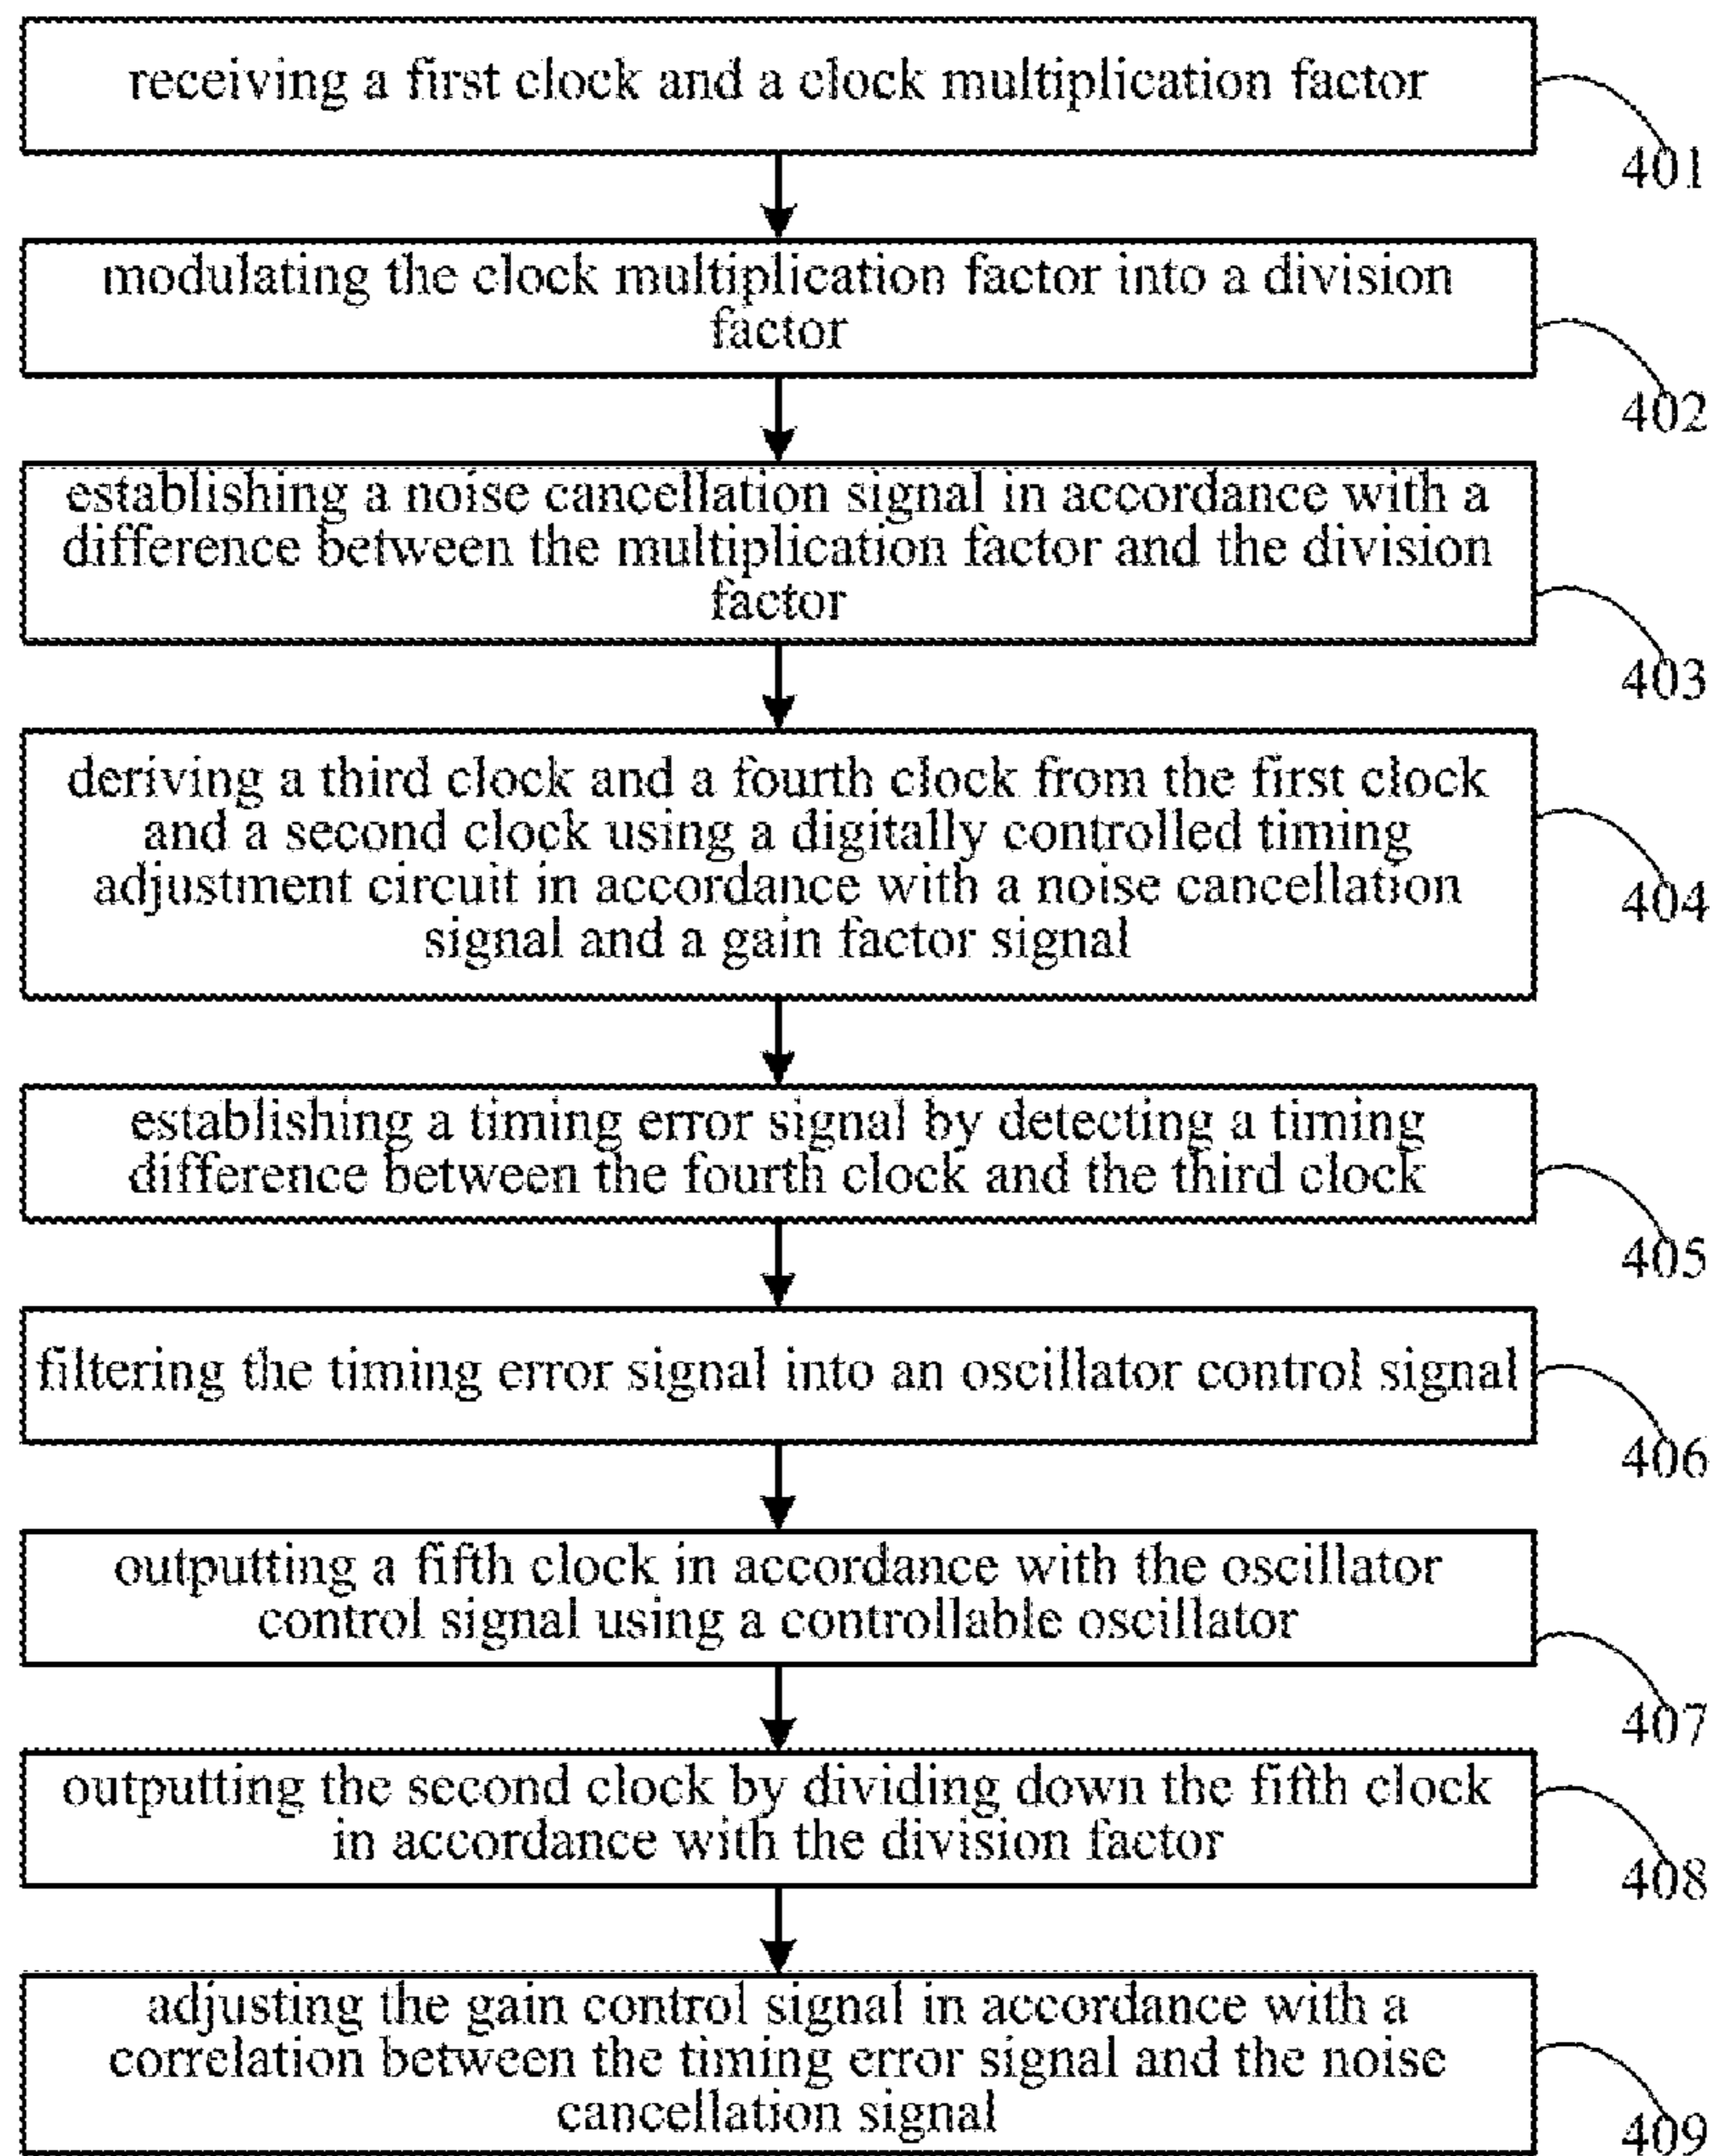 receiving a first clock and a clock multiplication factor
401
modulating the clock multiplication factor into a division
factor
402
establishing a noise cancellation signal in accordance with a
difference between the multiplication factor and the division
factor
403
deriving a third clock and a fourth clock from the first clock
and a second clock using a digitally controlled timing
adjustment circuit in accordance with a noise cancellation
signal and a gain factor signal
404
establishing a timing error signal by detecting a timing
difference between the fourth clock and the third clock
405
filtering the timing error signal into an oscillator control signal
406
outputting a fifth clock in accordance with the oscillator
control signal using a controllable oscillator
407
outputting the second clock by dividing down the fifth clock
in accordance with the division factor
408
adjusting the gain control signal in accordance with a
correlation between the timing error signal and the noise
cancellation signal
409